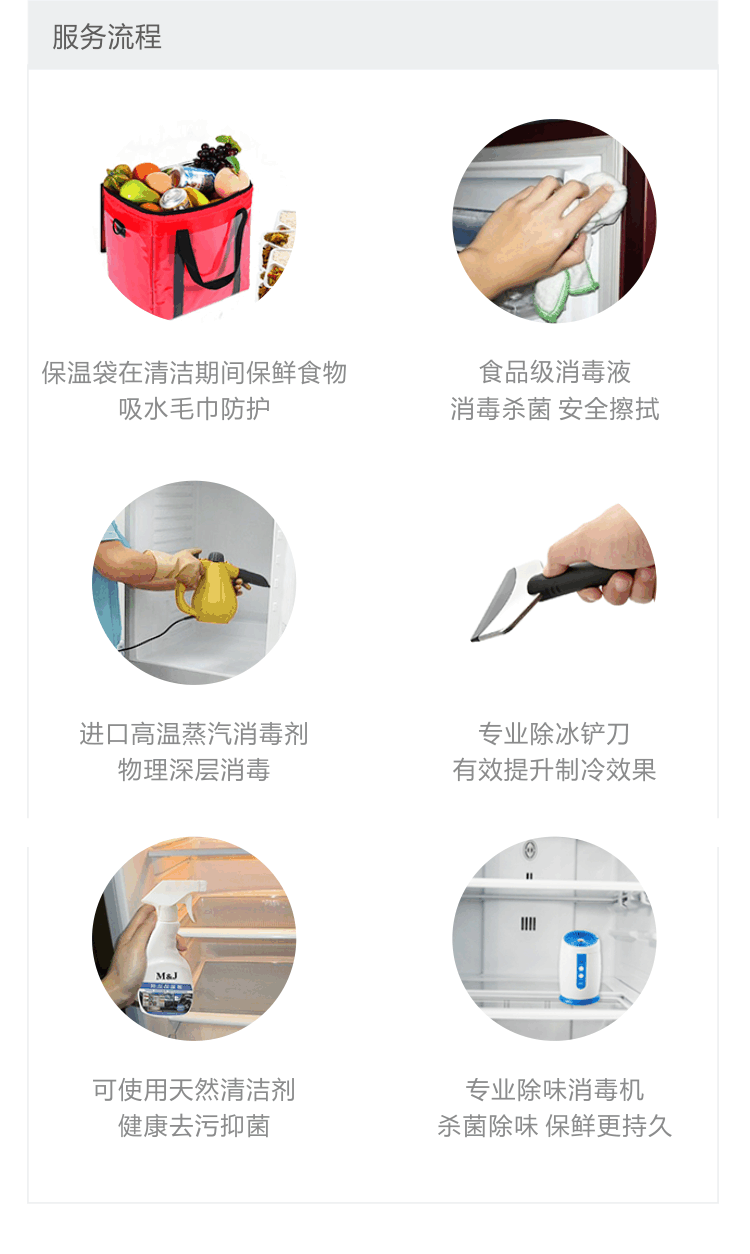 服务流程
保温袋在清洁期间保鲜食物
吸水毛巾防护
食品级消毒液
消毒杀菌 安全擦拭
进口高温蒸汽消毒剂
物理深层消毒
专业除冰铲刀
有效提升制冷效果
M&J
可使用天然清洁剂
健康去污抑菌
专业除味消毒机
杀菌除味 保鲜更持久